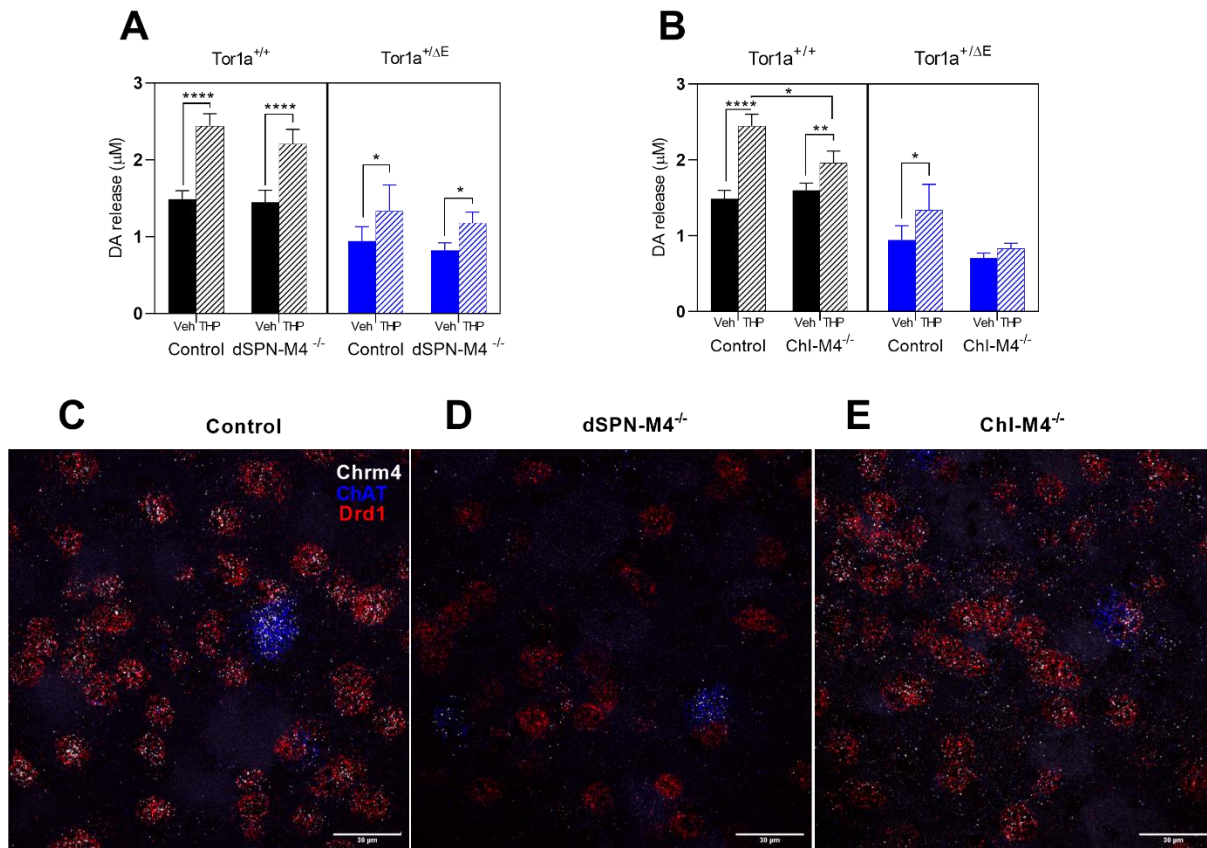 A
Tor1a+/+ Tor1a+/ΔE
3
2
1
0
DA release (µM)
**** **** * *
Veh THP Veh THP Veh THP Veh THP
Control dSPN-M4 -/- Control dSPN-M4 -/-
B
Tor1a+/+ Tor1a+/ΔE
3
2
1
0
DA release (µM)
**** * ** *
Veh THP Veh THP Veh THP Veh THP
Control ChI-M4-/- Control ChI-M4-/-
C Control
Chrm4
ChAT
Drd1
30 µm
D dSPN-M4-/-
30 µm
E ChI-M4-/-
30 µm